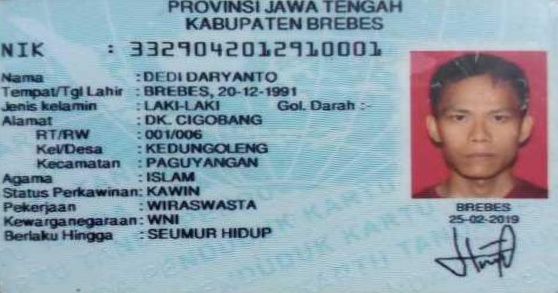 PROVINSI JAWA TENGAH
KABUPATEN BREBES
NIK : 3329042012910001
Nama : DEDI DARYANTO
Tempat/Tgl Lahir : BREBES, 20-12-1991
Jenis kelamin : LAKI-LAKI Gol. Darah :-
Alamat : DK. CIGOBANG
RT/RW : 001/006
Kel/Desa : KEDUNGOLENG
Kecamatan : PAGUYANGAN
Agama : ISLAM
Status Perkawinan: KAWIN
Pekerjaan : WIRASWASTA
Kewarganegaraan: WNI
Berlaku Hingga : SEUMUR HIDUP
BREBES
25-02-2019